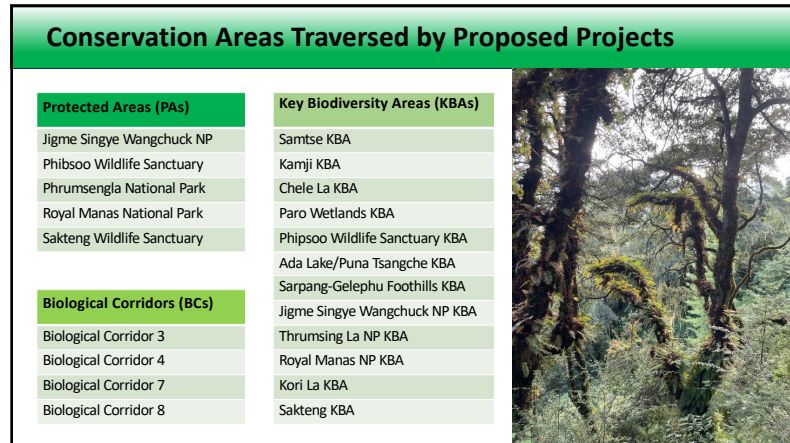 Conservation Areas Traversed by Proposed Projects
Protected Areas (PAs)
Jigme Singye Wangchuck NP
Phibsoo Wildlife Sanctuary
Phrumsengla National Park
Royal Manas National Park
Sakteng Wildlife Sanctuary
Biological Corridors (BCs)
Biological Corridor 3
Biological Corridor 4
Biological Corridor 7
Biological Corridor 8
Key Biodiversity Areas (KBAs)
Samtse KBA
Kamji KBA
Chele La KBA
Paro Wetlands KBA
Phipsoo Wildlife Sanctuary KBA
Ada Lake/Puna Tsangche KBA
Sarpang-Gelephu Foothills KBA
Jigme Singye Wangchuck NP KBA
Thrumsing La NP KBA
Royal Manas NP KBA
Kori La KBA
Sakteng KBA